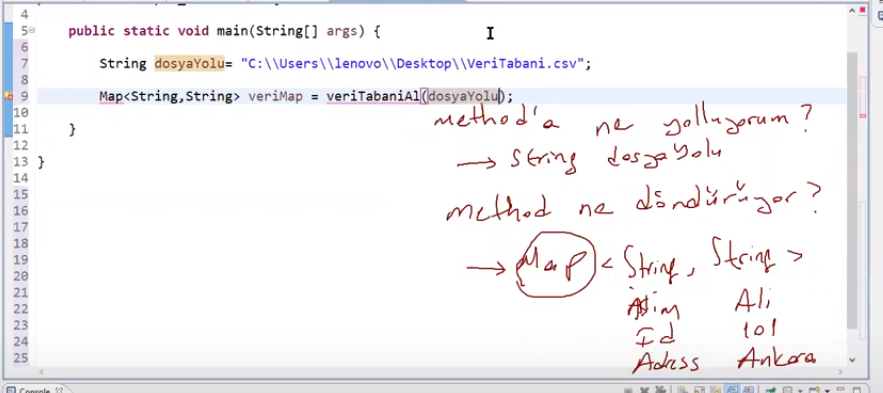 4
5 public static void main(String[] args) {
6
7 String dosyaYolu= "C:\\Users\\lenovo\\Desktop\\VeriTabani.csv";
8
9 Map<String,String> veriMap = veriTabaniAl(dosyaYolu);
10
11 }
12
13 }
14
15
16
17
18
19
20
21
22
23
24
25
method'a ne yolluyorum?
→ String dosyaYolu
method ne döndürüyor?
→ Map < String, String >
Ali
Id 101
Adress Ankara
Console